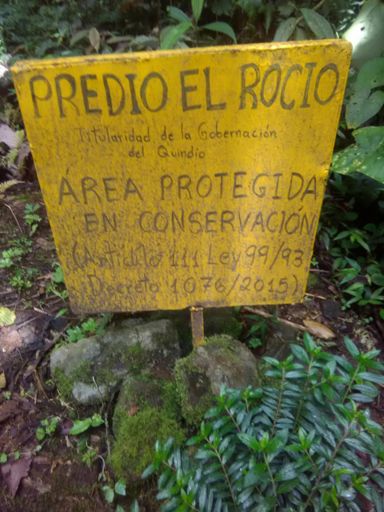 PREDIO EL ROCIO
Titularidad de la Gobernación
del Quindío
ÁREA PROTEGIDA
EN CONSERVACIÓN
(Artículo 111 Ley 99/93
Decreto 1076/2015)